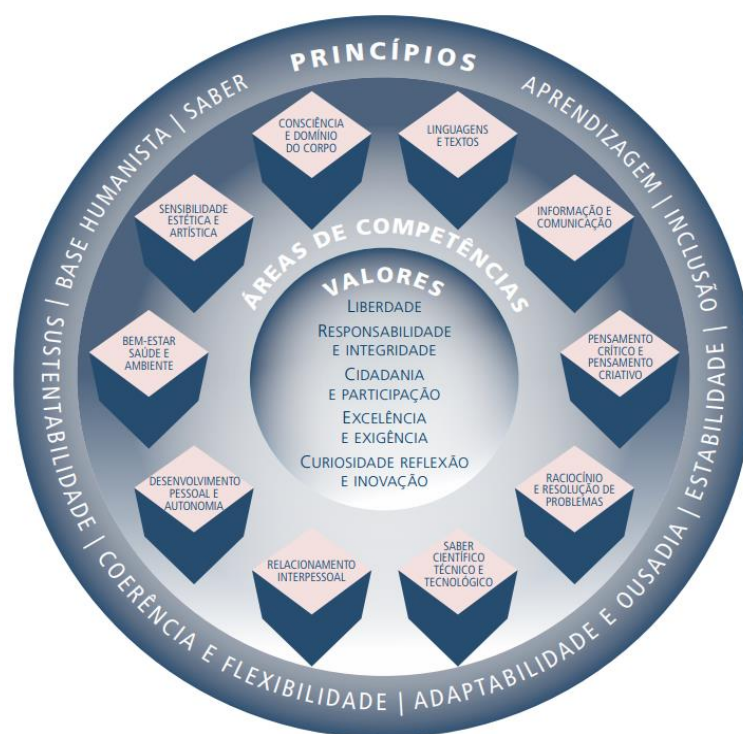 PRINCÍPIOS
APRENDIZAGEM | INCLUSÃO | ESTABILIDADE | ADAPTABILIDADE E OUSADIA | COERÊNCIA E FLEXIBILIDADE | SUSTENTABILIDADE | BASE HUMANISTA | SABER
ÁREAS DE COMPETÊNCIAS
LINGUAGENS
E TEXTOS
INFORMAÇÃO E
COMUNICAÇÃO
PENSAMENTO
CRÍTICO E
PENSAMENTO
CRIATIVO
RACIOCÍNIO
E RESOLUÇÃO DE
PROBLEMAS
SABER
CIENTÍFICO
TÉCNICO E
TECNOLÓGICO
RELACIONAMENTO
INTERPESSOAL
DESENVOLVIMENTO
PESSOAL E
AUTONOMIA
BEM-ESTAR
SAÚDE E
AMBIENTE
SENSIBILIDADE
ESTÉTICA E
ARTÍSTICA
CONSCIÊNCIA
E DOMÍNIO
DO CORPO
VALORES
LIBERDADE
RESPONSABILIDADE
E INTEGRIDADE
CIDADANIA
E PARTICIPAÇÃO
EXCELÊNCIA
E EXIGÊNCIA
CURIOSIDADE REFLEXÃO
E INOVAÇÃO